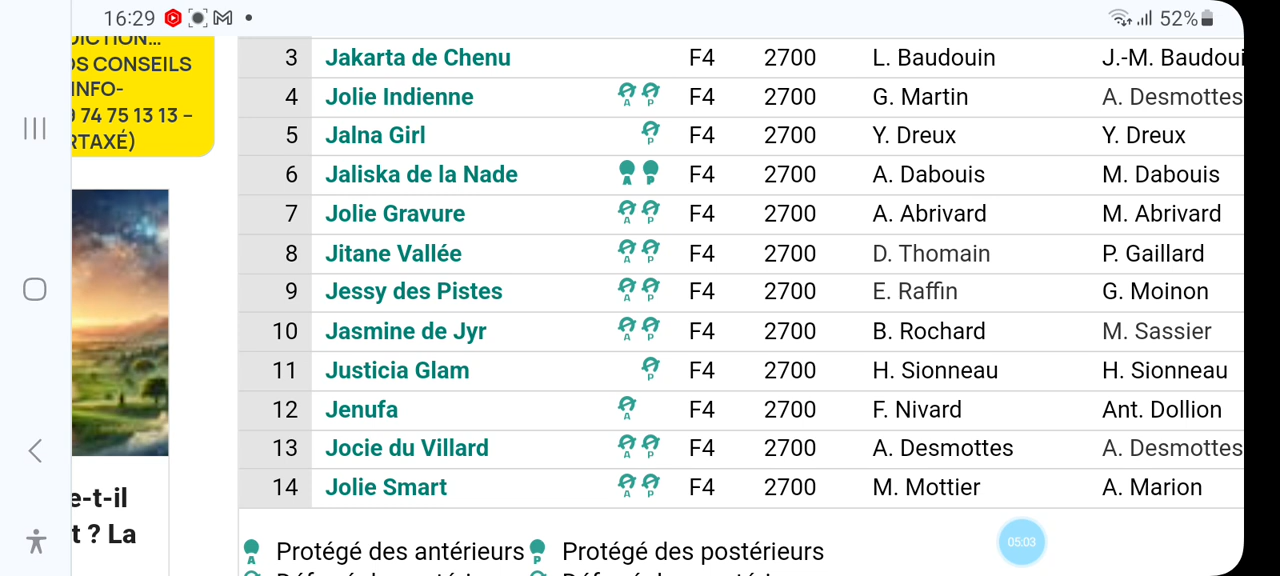 16:29 52%
DICTION...
OS CONSEILS
INFO-
74 75 13 13 –
RTAXÉ)
e-t-il
t ? La
3 Jakarta de Chenu F4 2700 L. Baudouin J.-M. Baudoui
4 Jolie Indienne A P F4 2700 G. Martin A. Desmottes
5 Jalna Girl P F4 2700 Y. Dreux Y. Dreux
6 Jaliska de la Nade A P F4 2700 A. Dabouis M. Dabouis
7 Jolie Gravure A P F4 2700 A. Abrivard M. Abrivard
8 Jitane Vallée A P F4 2700 D. Thomain P. Gaillard
9 Jessy des Pistes A P F4 2700 E. Raffin G. Moinon
10 Jasmine de Jyr A P F4 2700 B. Rochard M. Sassier
11 Justicia Glam P F4 2700 H. Sionneau H. Sionneau
12 Jenufa A F4 2700 F. Nivard Ant. Dollion
13 Jocie du Villard A P F4 2700 A. Desmottes A. Desmottes
14 Jolie Smart A P F4 2700 M. Mottier A. Marion
A Protégé des antérieurs P Protégé des postérieurs
05:03